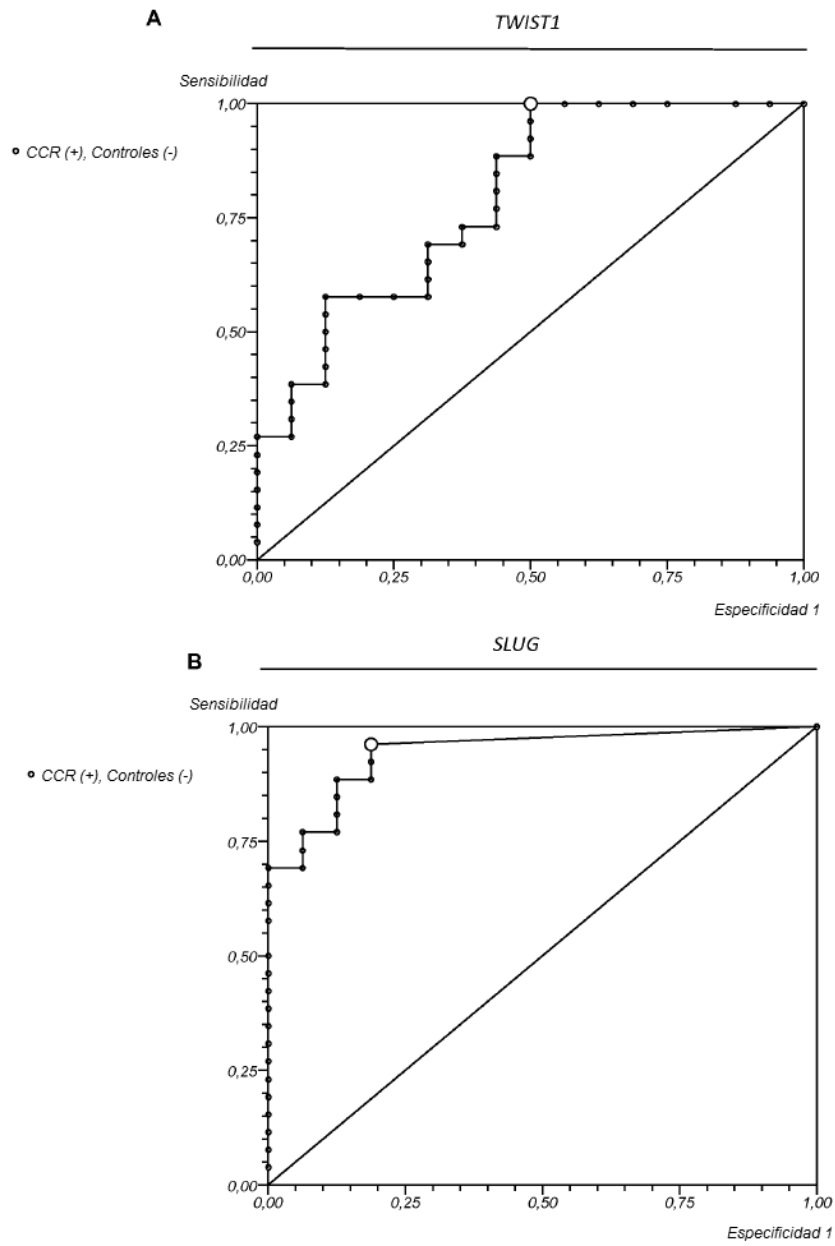 A
TWIST1
Sensibilidad
1,00
CCR (+), Controles (-)
0,75
0,50
0,25
0,00
0,00 0,25 0,50 0,75 1,00
Especificidad 1
B
SLUG
Sensibilidad
1,00
CCR (+), Controles (-)
0,75
0,50
0,25
0,00
0,00 0,25 0,50 0,75 1,00
Especificidad 1